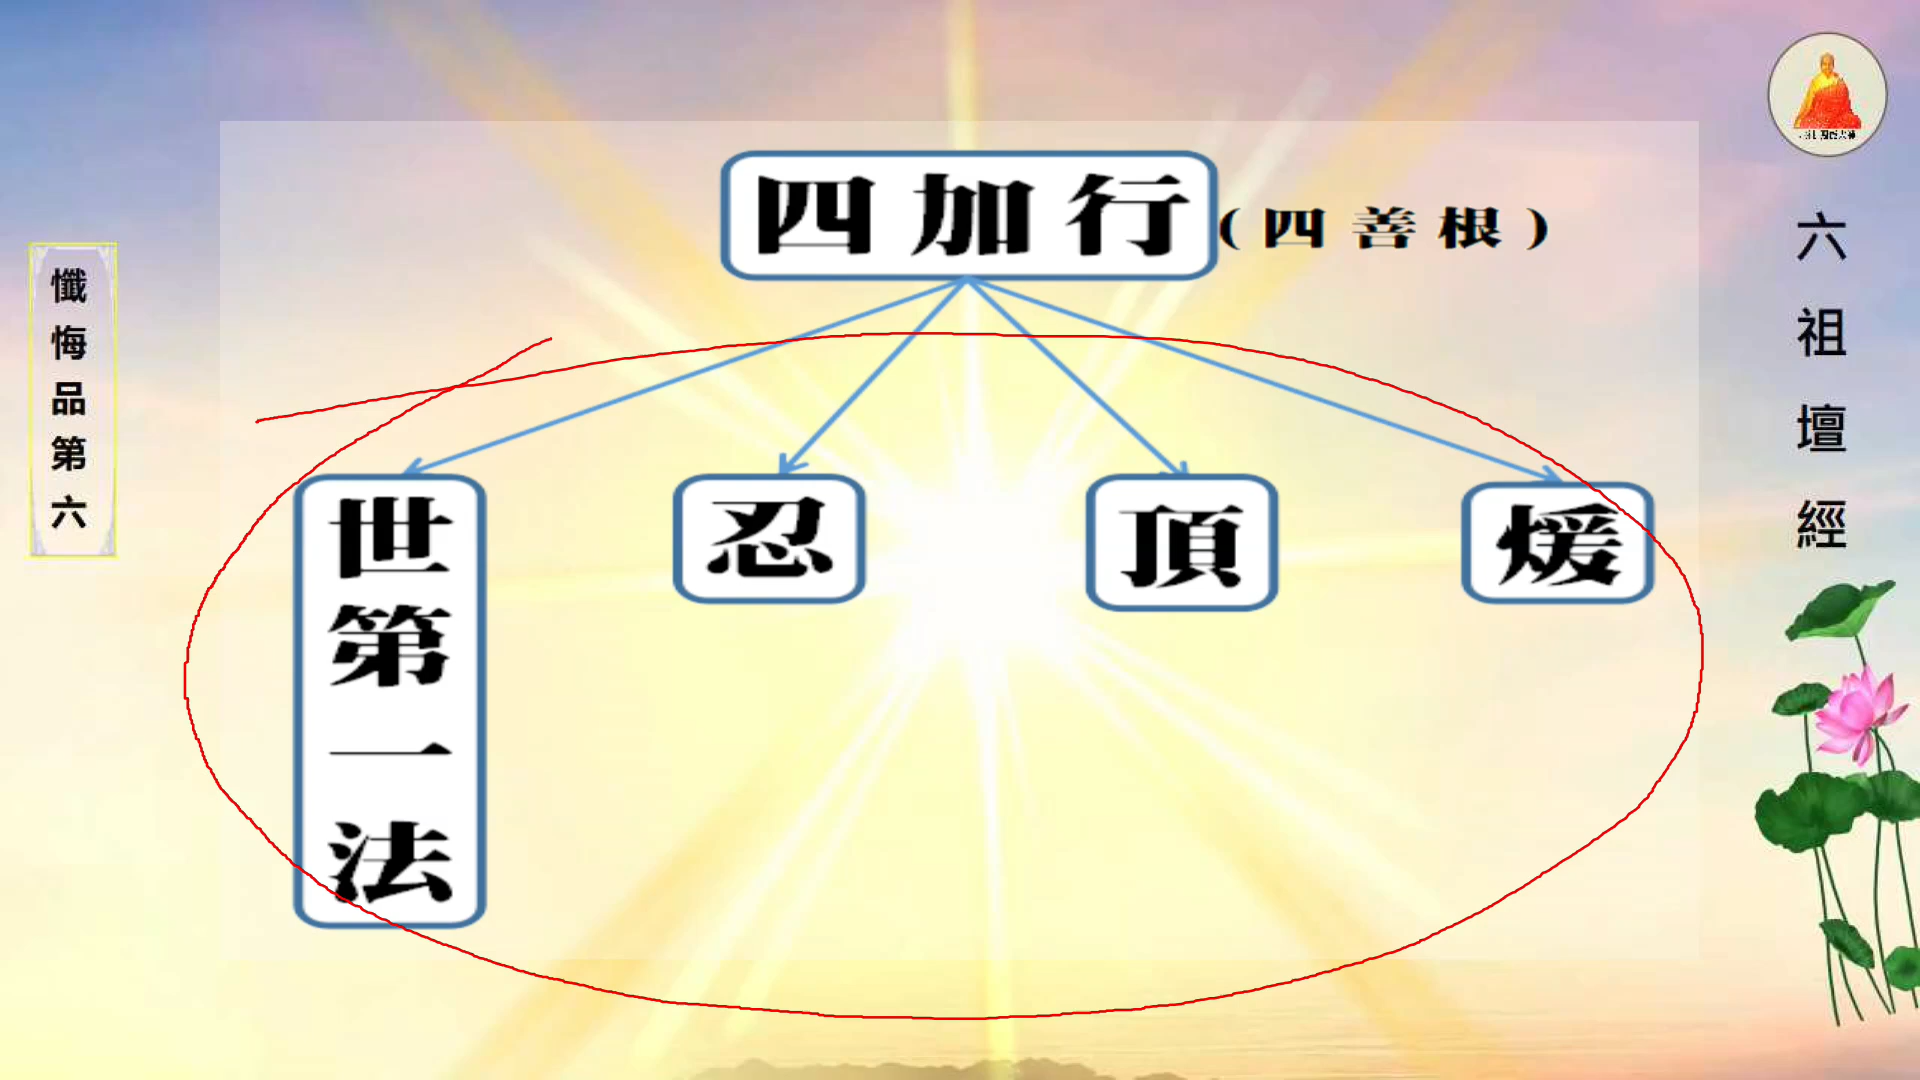 四加行(四善根)
煖
頂
忍
世第一法
六祖壇經
懺悔品第六